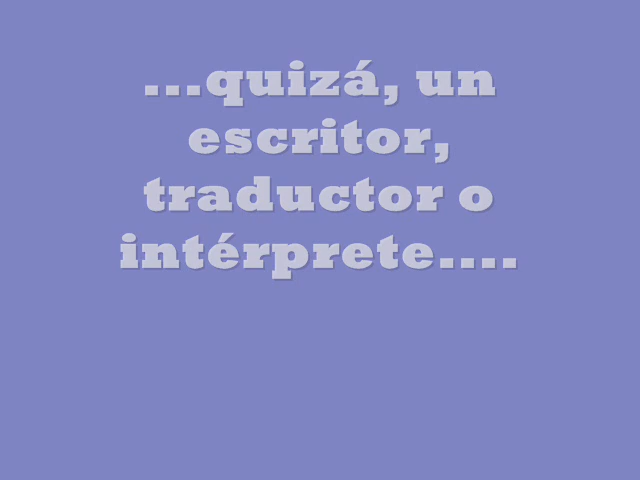 ...quizá, un
escritor,
traductor o
intérprete....